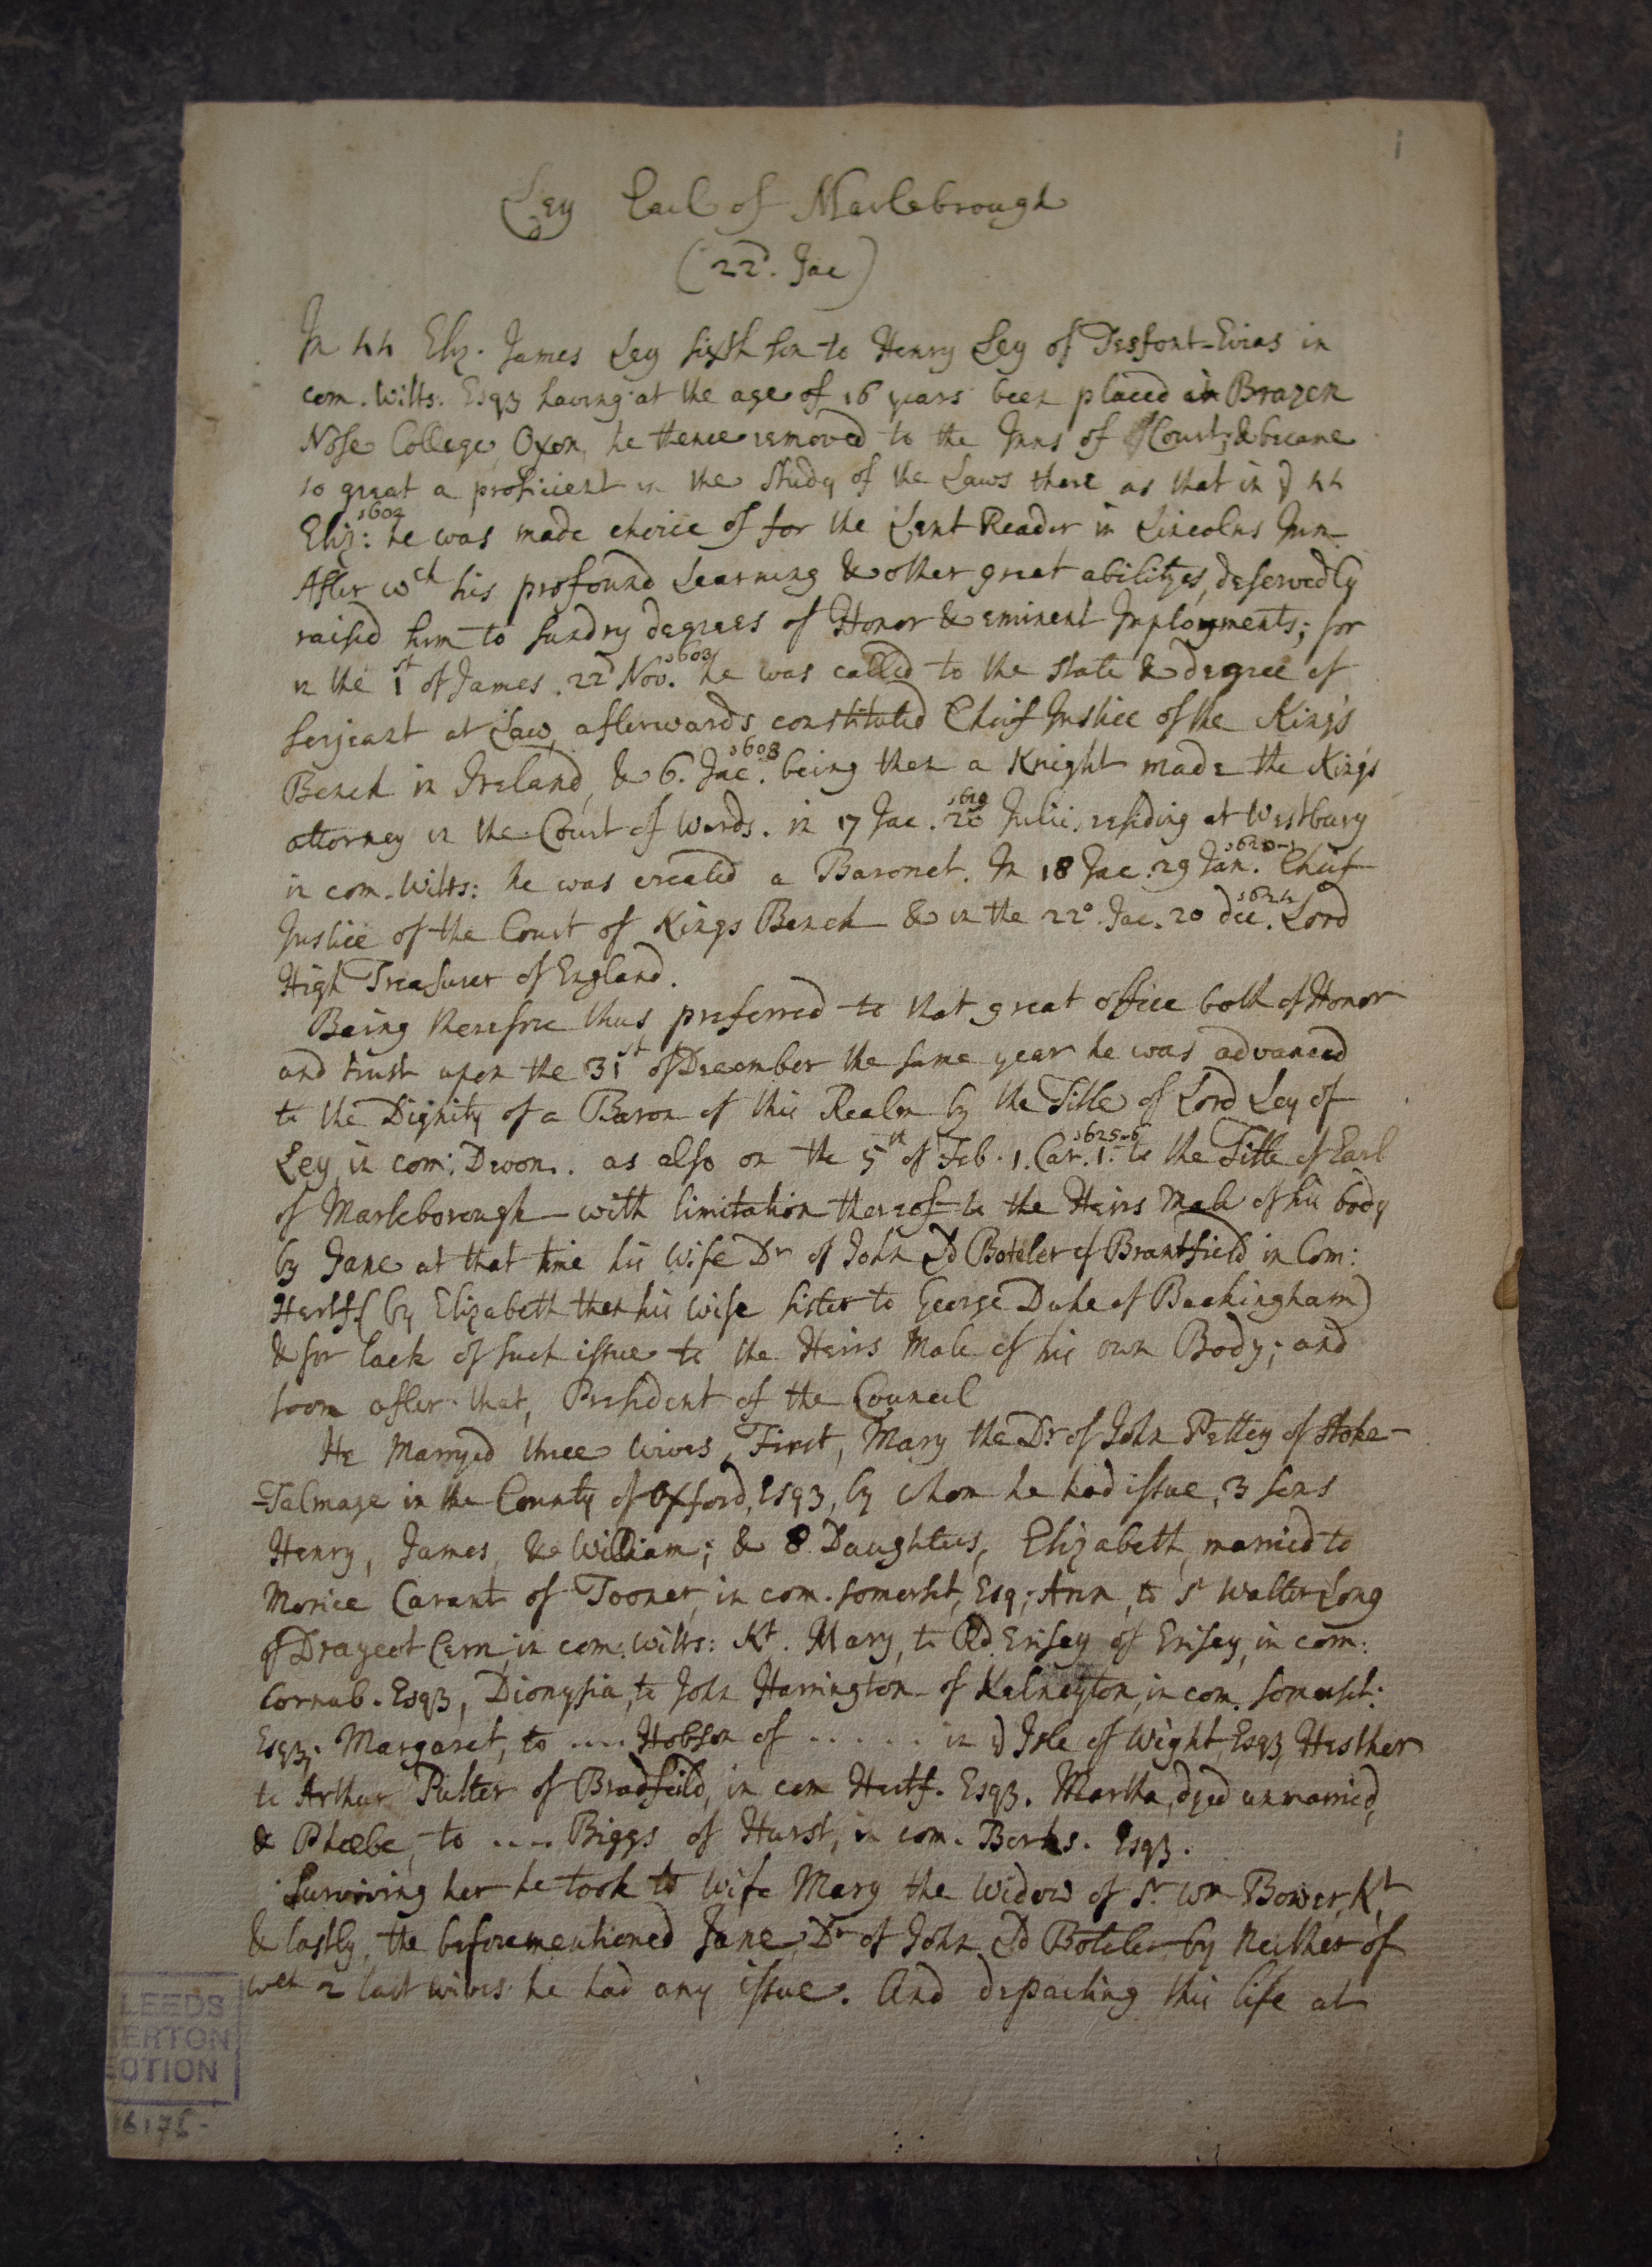 1
Ley Earl of Marlebrough
(22d. Jac)
In 44 Eliz. James Ley sixth son to Henry Ley of Tesfont-Evias in
com. Wilts. Esqz having at the age of 16 years been placed in Brazen
Nose College Oxon, he thence removed to the Inns of Court; & became
so great a proficient in the study of the Laws there as that in ye 44
Eliz: 1602 he was made choice of for the Lent Reader in Lincolns Inn.
After wch his profound Learning & other great abilityes, deservedly
raised him to sundry degrees of Honor & eminent Imployments; for
in the 1st of James. 22d Nov. 1603 he was called to the state & degree of
serjeant at Law, afterwards constituted Cheif Justice of the King's
Bench in Ireland, & 6. Jac. 1608 being then a Knight made the King's
attorney in the Court of Wards. in 17 Jac. 20 1619 Julii, residing at Westbury
in com. Wilts: he was created a Baronet. In 18 Jac. 29 Jan. 1620-1 Cheif
Justice of the Court of Kings Bench & in the 22o. Jac. 20 dec. 1624 Lord
High Treasurer of England.
Being therefore thus preferred to that great office both of Honor
and trust upon the 31st of December the same year he was advanced
to the Dignity of a Baron of this Realm by the Title of Lord Ley of
Ley in com: Devon. as also on the 5th of Feb. 1. Car. 1. 1625-6 to the Title of Earl
of Marleborough with limitation thereof to the Heirs Male of his body
by Jane at that time his wife Dr of John Ld Boteler of Brantfield in Com:
Hertf. (by Elizabeth then his wife sister to George Duke of Buckingham)
& for lack of such issue to the Heirs Male of his own Body; and
soon after that, President of the Council
He Marryed three wives, First, Mary the Dr of John Pettey of Stoke-
-Talmage in the County of Oxford, Esqz, by whom he had issue, 3 sons
Henry, James, & William; & 8 Daughters, Elizabeth, married to
Morice Carant of Tooner, in com. somerset, Esq; Ann, to Sr Walter Long
of Draycot Cern, in com. Wilts: Kt. Mary, to Rd Erisey of Erisey, in com:
Cornub. Esqz, Dionysia, to John Harrington of Kelneyton, in com. somerset:
Esqz; Margaret, to .... Hobson of ..... in ye Isle of Wight, Esqz, Hesther
to Arthur Pulter of Bradfeild, in com Hertf. Esqz. Martha, dyed unmarried,
& Phœbe, to .... Biggs of Hurst, in com. Berks. Esqz.
Surviving her he took to wife Mary the widow of Sr. Wm Bower, Kt,
& lastly, the beforementioned Jane, Dr of John Ld Boteler by neither of
wch 2 last wives he had any issue. And departing this life at
LEEDS
ERTON
ECTION
16175-